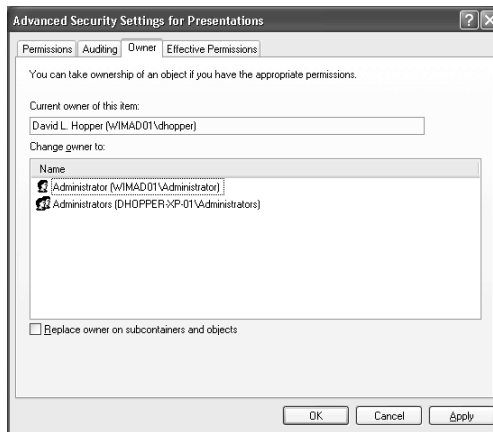 Advanced Security Settings for Presentations
Permissions Auditing Owner Effective Permissions
You can take ownership of an object if you have the appropriate permissions.
Current owner of this item:
David L. Hopper (WIMAD01\dhopper)
Change owner to:
Name
Administrator (WIMAD01\Administrator)
Administrators (DHOPPER-XP-01\Administrators)
Replace owner on subcontainers and objects
OK Cancel Apply